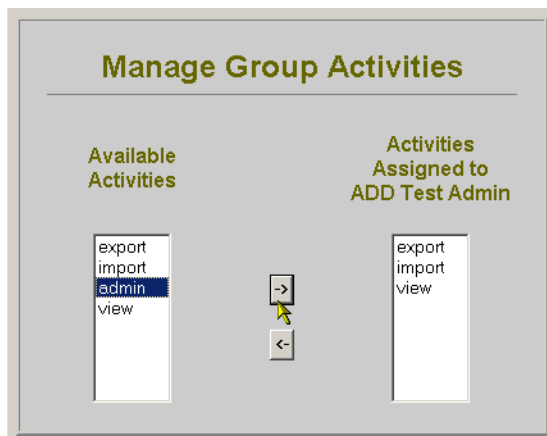 Manage Group Activities
Available
Activities
Activities
Assigned to
ADD Test Admin
export
import
admin
view
->
<-
export
import
view